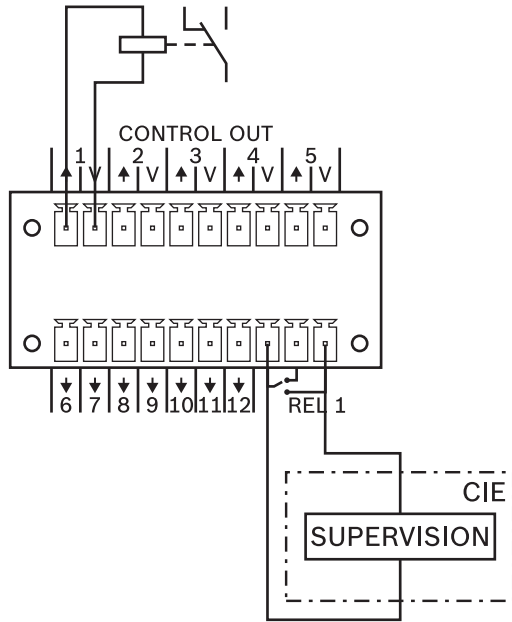 CONTROL OUT
1 2 3 4 5
V V V V V
6 7 8 9 10 11 12 REL 1
CIE
SUPERVISION